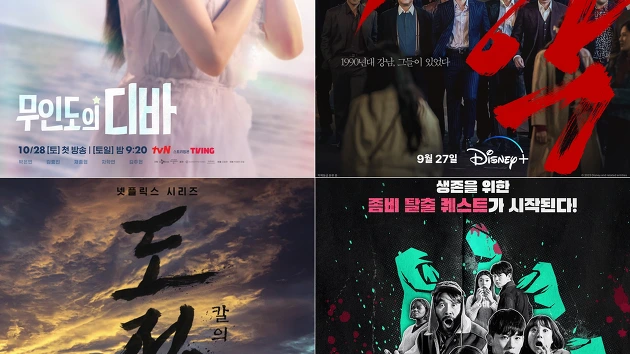 무인도의 디바
10/28 [토] 첫 방송 | [토일] 밤 9:20 tvN TVING
1990년대 강남, 그들이 있었다
악
9월 27일 Disney+
넷플릭스 시리즈
도적
칼의
생존을 위한
좀비 탈출 퀘스트가 시작된다!